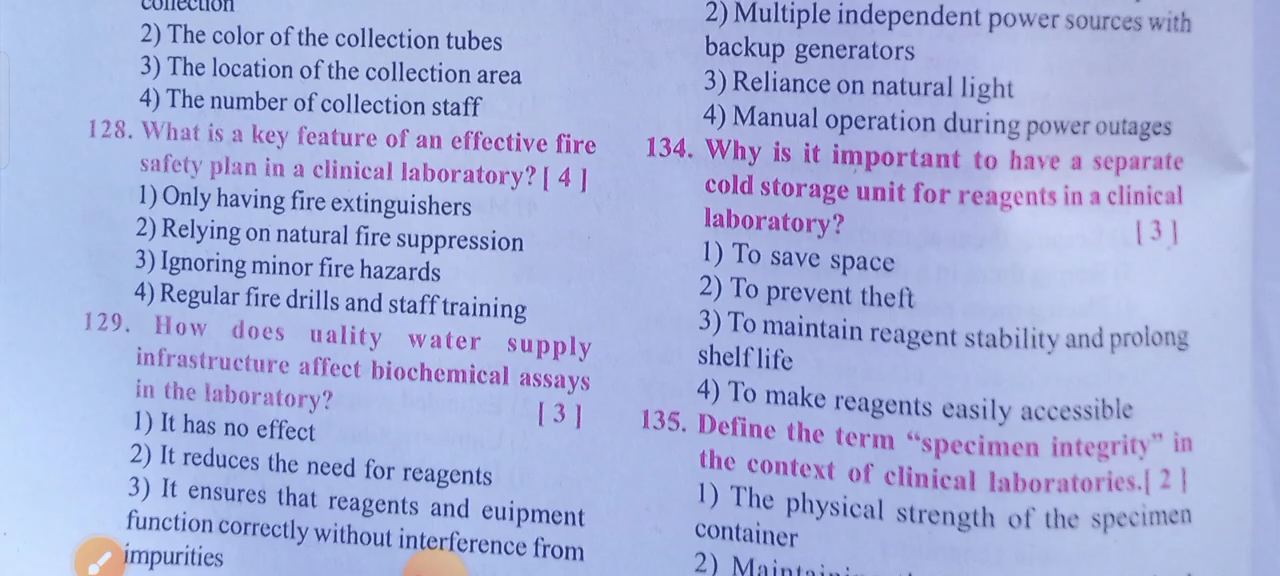 collection
2) The color of the collection tubes
3) The location of the collection area
4) The number of collection staff
128. What is a key feature of an effective fire
safety plan in a clinical laboratory? [ 4 ]
1) Only having fire extinguishers
2) Relying on natural fire suppression
3) Ignoring minor fire hazards
4) Regular fire drills and staff training
129. How does uality water supply
infrastructure affect biochemical assays
in the laboratory? [ 3 ]
1) It has no effect
2) It reduces the need for reagents
3) It ensures that reagents and euipment
function correctly without interference from
impurities
2) Multiple independent power sources with
backup generators
3) Reliance on natural light
4) Manual operation during power outages
134. Why is it important to have a separate
cold storage unit for reagents in a clinical
laboratory? [ 3 ]
1) To save space
2) To prevent theft
3) To maintain reagent stability and prolong
shelf life
4) To make reagents easily accessible
135. Define the term “specimen integrity” in
the context of clinical laboratories.[ 2 ]
1) The physical strength of the specimen
container
2)